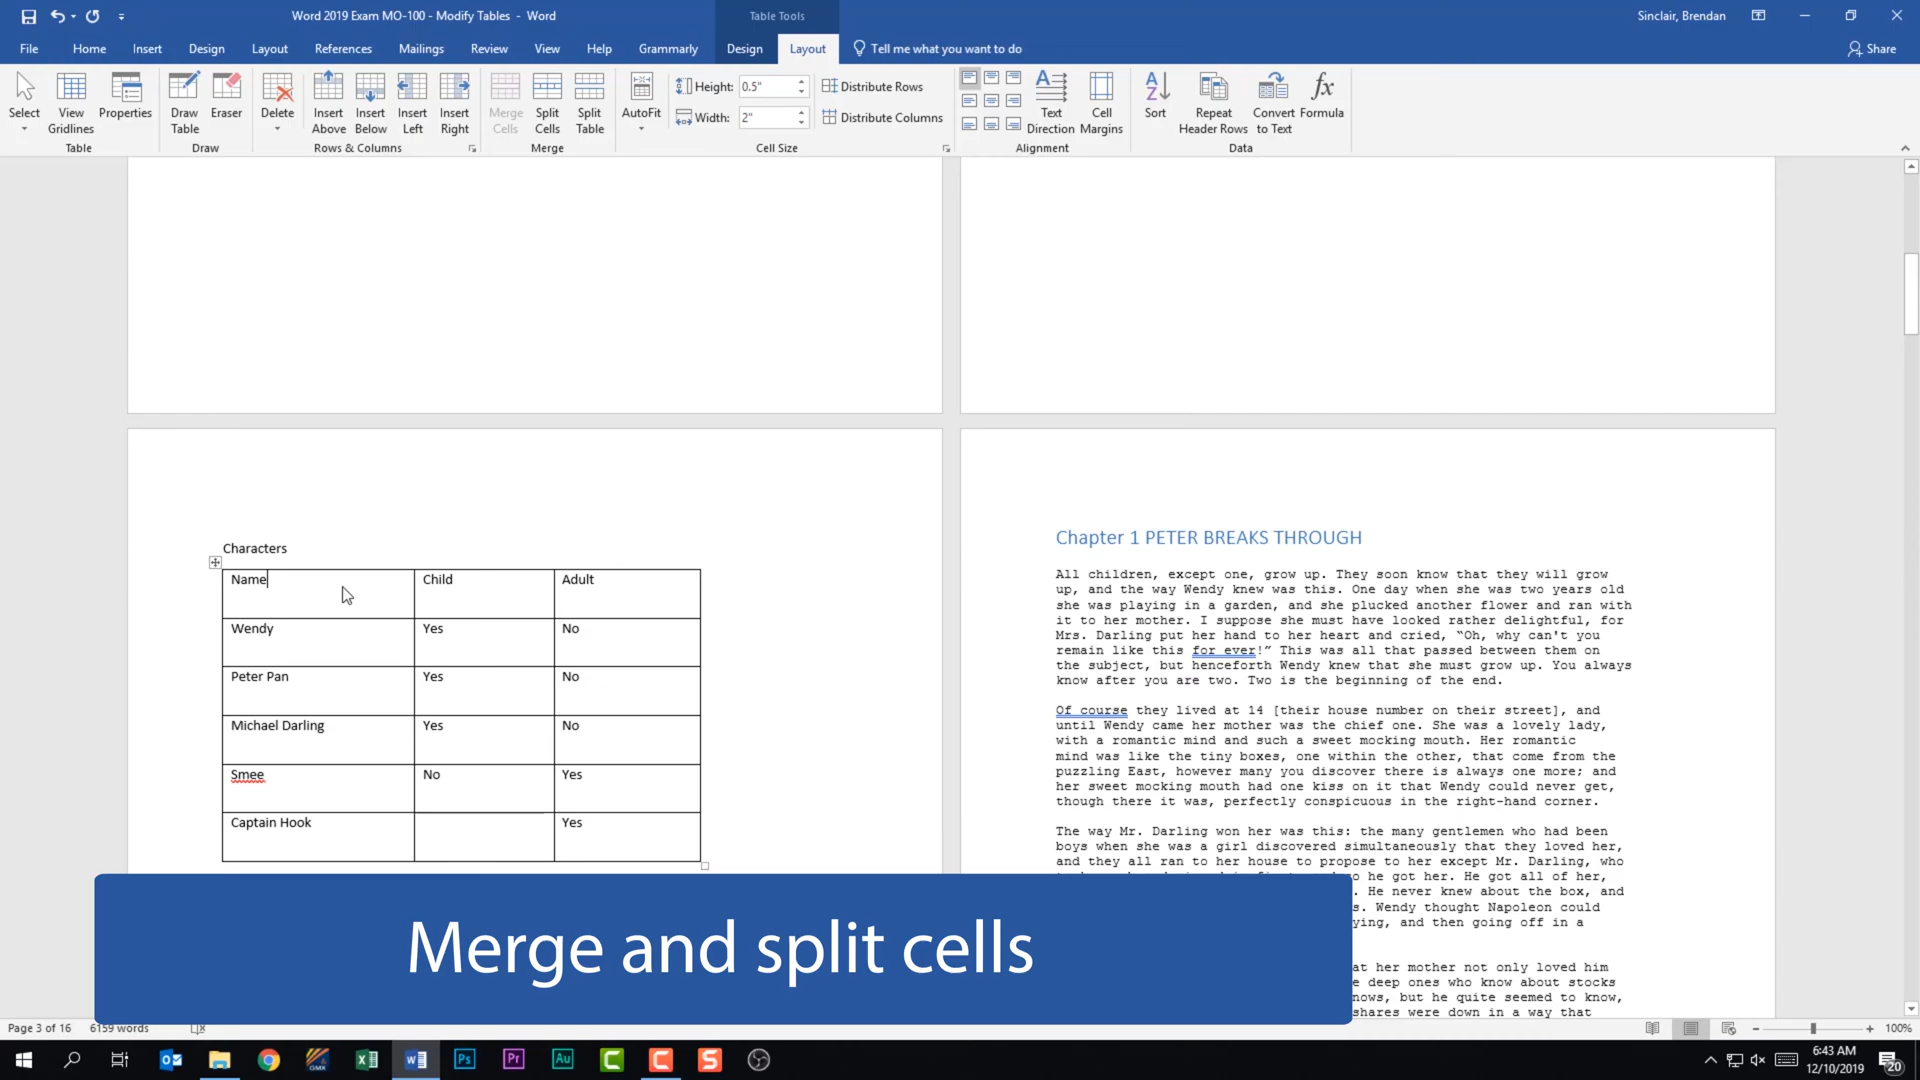 Word 2019 Exam MO-100 - Modify Tables - Word
Table Tools
Sinclair, Brendan
File Home Insert Design Layout References Mailings Review View Help Grammarly Design Layout Tell me what you want to do Share
Select
View Gridlines
Properties
Table
Draw Table
Eraser
Draw
Delete
Insert Above
Insert Below
Insert Left
Insert Right
Rows & Columns
Merge Cells
Split Cells
Split Table
Merge
AutoFit
Height: 0.5"
Width: 2"
Distribute Rows
Distribute Columns
Cell Size
Text Direction
Cell Margins
Alignment
Sort
Repeat Header Rows
Convert to Text
Formula
Data
Characters
Name Child Adult
Wendy Yes No
Peter Pan Yes No
Michael Darling Yes No
Smee No Yes
Captain Hook Yes
Chapter 1 PETER BREAKS THROUGH
All children, except one, grow up. They soon know that they will grow
up, and the way Wendy knew was this. One day when she was two years old
she was playing in a garden, and she plucked another flower and ran with
it to her mother. I suppose she must have looked rather delightful, for
Mrs. Darling put her hand to her heart and cried, “Oh, why can't you
remain like this for ever!” This was all that passed between them on
the subject, but henceforth Wendy knew that she must grow up. You always
know after you are two. Two is the beginning of the end.
Of course they lived at 14 [their house number on their street], and
until Wendy came her mother was the chief one. She was a lovely lady,
with a romantic mind and such a sweet mocking mouth. Her romantic
mind was like the tiny boxes, one within the other, that come from the
puzzling East, however many you discover there is always one more; and
her sweet mocking mouth had one kiss on it that Wendy could never get,
though there it was, perfectly conspicuous in the right-hand corner.
The way Mr. Darling won her was this: the many gentlemen who had been
boys when she was a girl discovered simultaneously that they loved her,
and they all ran to her house to propose to her except Mr. Darling, who
o he got her. He got all of her,
. He never knew about the box, and
s. Wendy thought Napoleon could
ying, and then going off in a
at her mother not only loved him
e deep ones who know about stocks
nows, but he quite seemed to know,
shares were down in a way that
Merge and split cells
Page 3 of 16 6159 words
100%
6:43 AM
12/10/2019
20